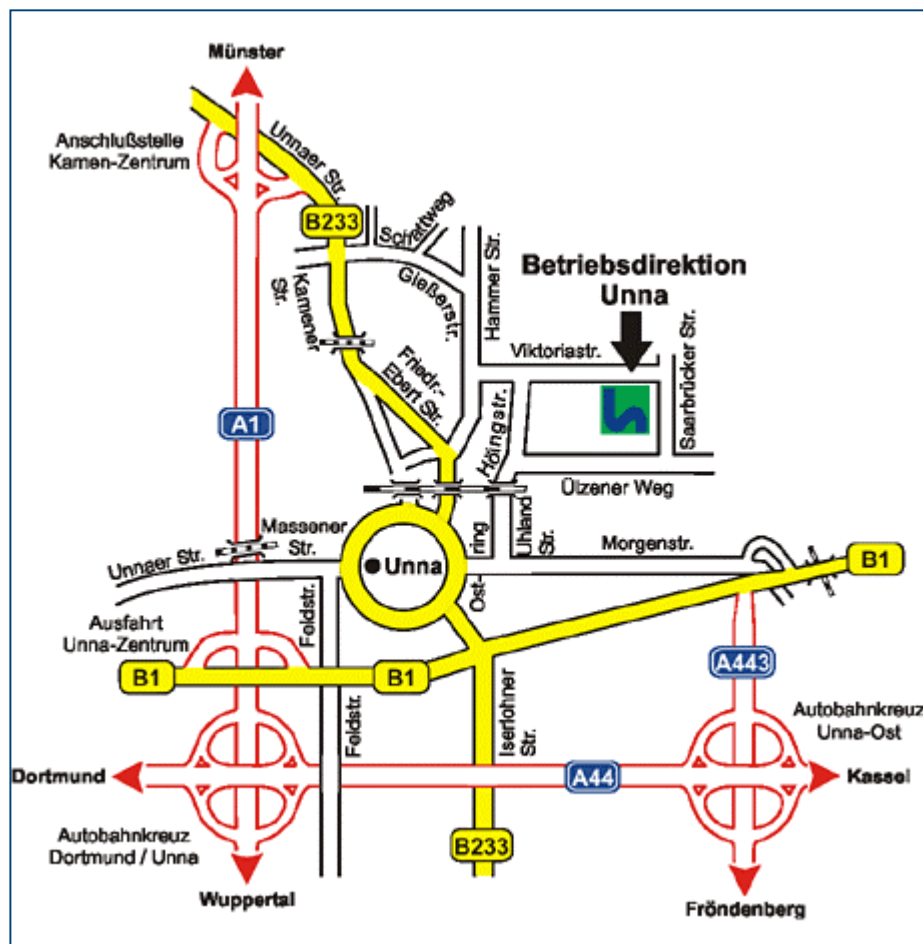 Münster
Anschlußstelle
Kamen-Zentrum
Unnaer Str.
B233
Schattweg
Kamener
Str.
Gießerstr.
Hammer Str.
Betriebsdirektion
Unna
Viktoriastr.
Saarbrücker Str.
Friedr.-
Ebert Str.
Höingstr.
A1
Ülzener Weg
Massener
Str.
Unnaer Str.
Unna
Ost-
ring
Uhland
Str.
Morgenstr.
B1
Ausfahrt
Unna-Zentrum
Feldstr.
B1
B1
A443
Feldstr.
Iserlohner
Str.
Autobahnkreuz
Unna-Ost
Dortmund
A44
Kassel
Autobahnkreuz
Dortmund / Unna
B233
Wuppertal
Fröndenberg